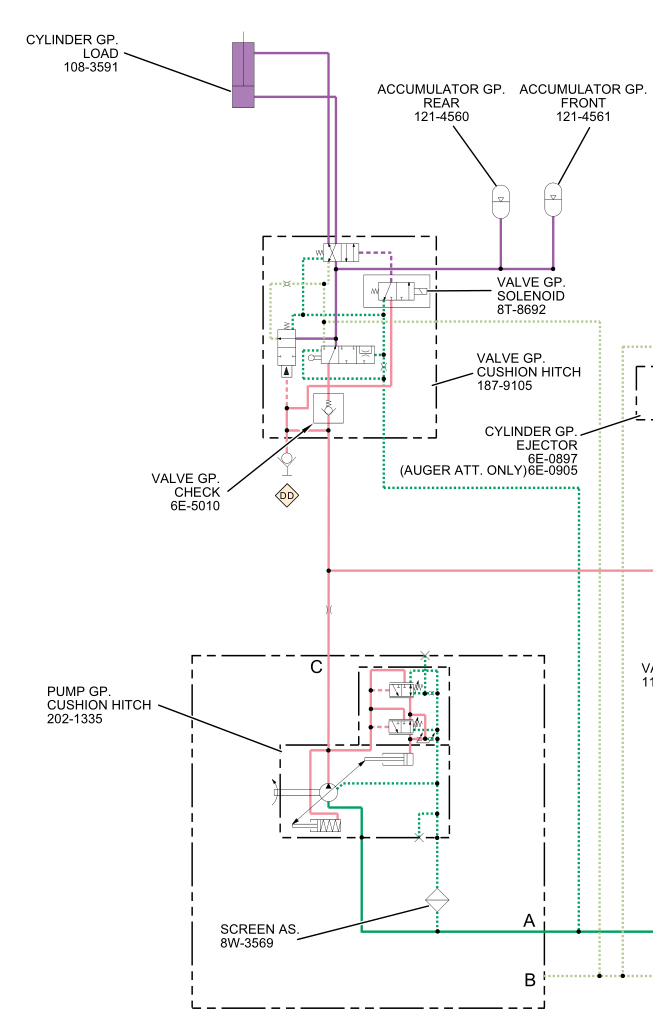 CYLINDER GP.
LOAD
108-3591
ACCUMULATOR GP.
REAR
121-4560
ACCUMULATOR GP.
FRONT
121-4561
VALVE GP.
SOLENOID
8T-8692
VALVE GP.
CUSHION HITCH
187-9105
CYLINDER GP.
EJECTOR
6E-0897
(AUGER ATT. ONLY)6E-0905
VALVE GP.
CHECK
6E-5010
DD
C
VA
11
PUMP GP.
CUSHION HITCH
202-1335
SCREEN AS.
8W-3569
A
B